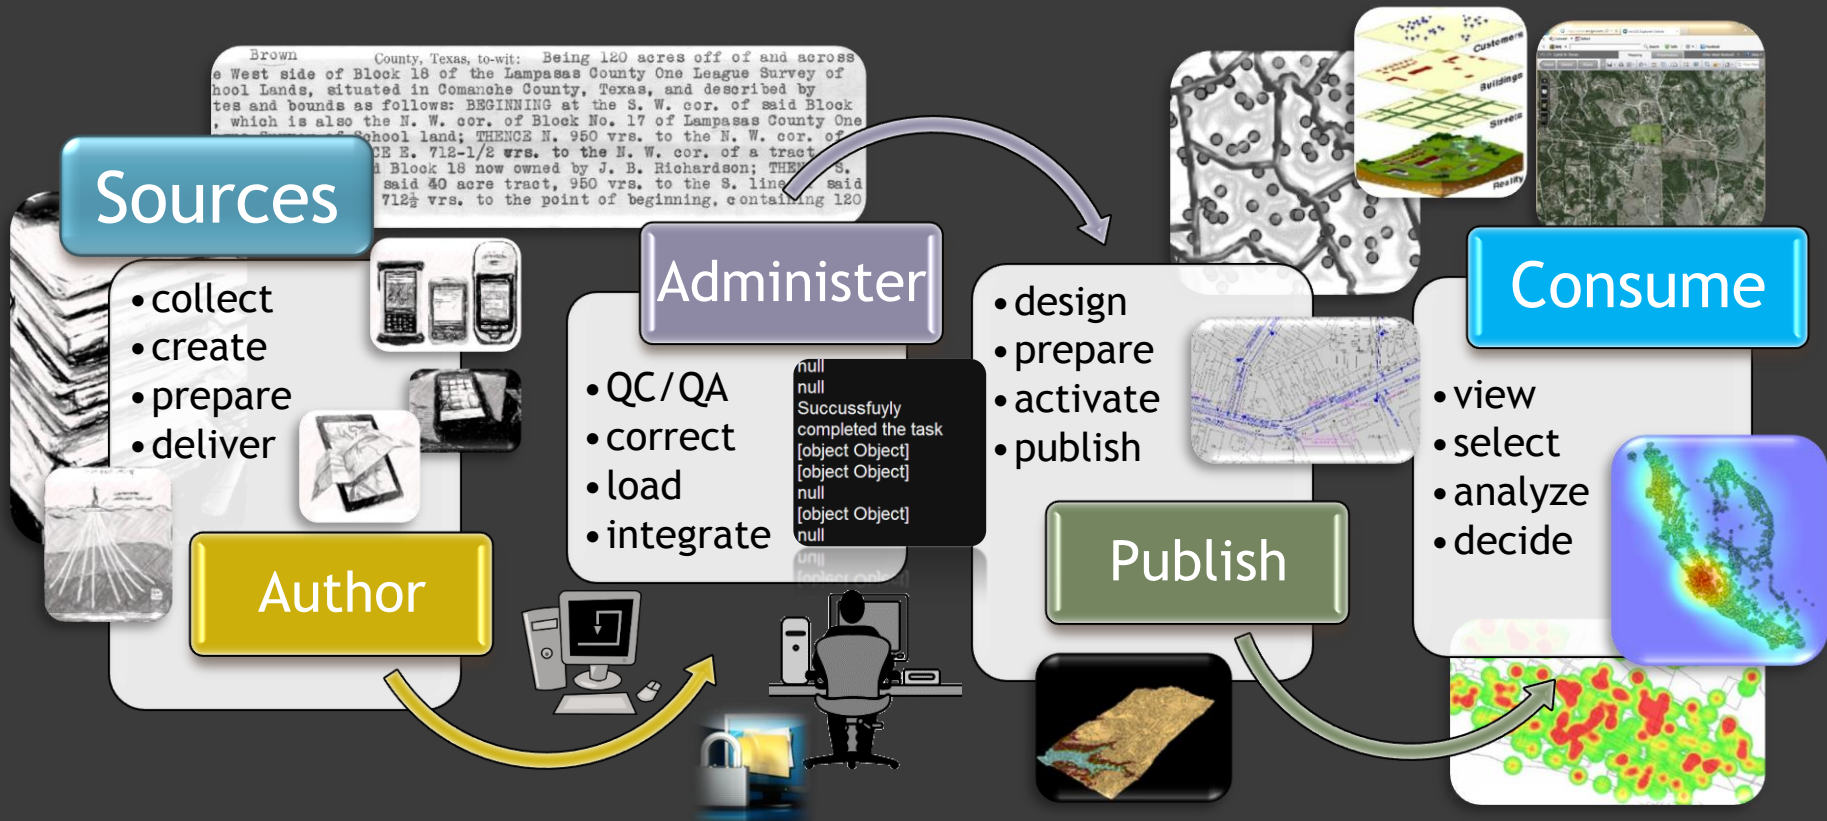 Brown County, Texas, to-wit: Being 120 acres off of and across
e West side of Block 18 of the Lampasas County One League Survey of
hool Lands, situated in Comanche County, Texas, and described by
tes and bounds as follows: BEGINNING at the S. W. cor. of said Block
, which is also the N. W. cor. of Block No. 17 of Lampasas County One
School land; THENCE N. 950 vrs. to the N. W. cor. of
CE E. 712-1/2 vrs. to the N. W. cor. of a tract
d Block 18 now owned by J. B. Richardson; THE S.
said 40 acre tract, 950 vrs. to the S. line said
712½ vrs. to the point of beginning, containing 120
Sources
• collect
• create
• prepare
• deliver
Author
Administer
• QC/QA
• correct
• load
• integrate
null
null
Succussfuyly
completed the task
[object Object]
[object Object]
null
[object Object]
null
• design
• prepare
• activate
• publish
Publish
Customers
Buildings
Streets
Reality
Consume
• view
• select
• analyze
• decide